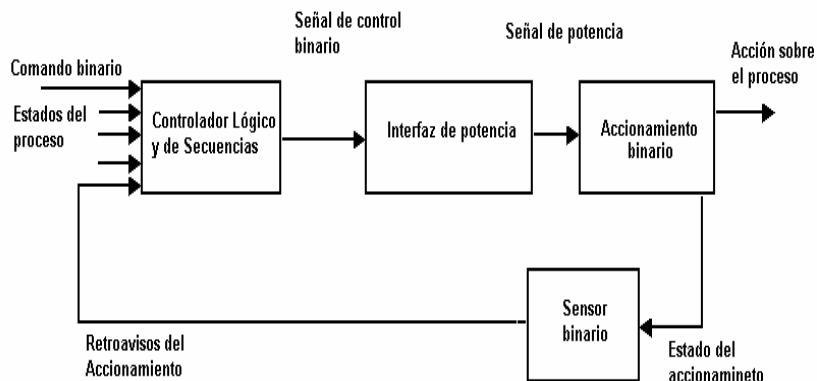 Señal de control
binario
Señal de potencia
Acción sobre
el proceso
Comando binario
Estados del
proceso
Controlador Lógico
y de Secuencias
Interfaz de potencia
Accionamiento
binario
Sensor
binario
Retroavisos del
Accionamiento
Estado del
accionamineto